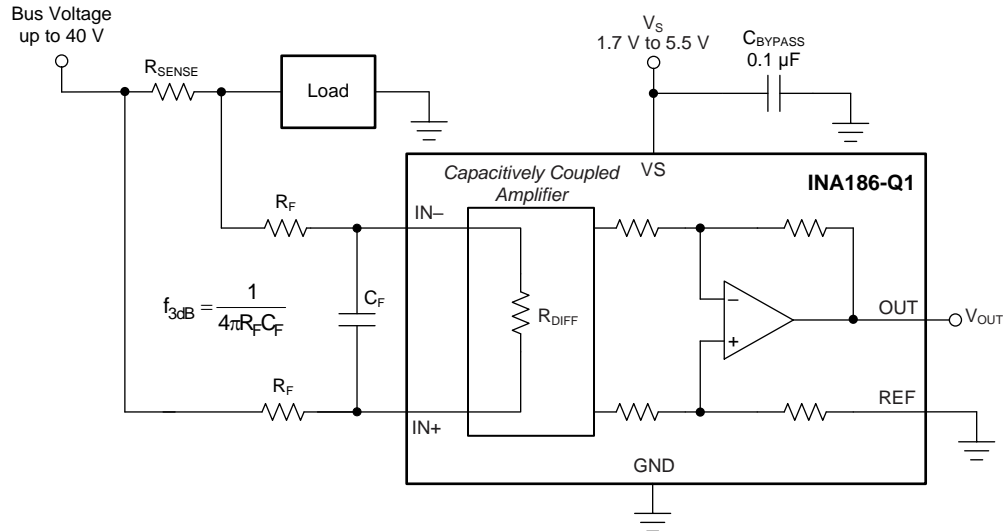 Bus Voltage
up to 40 V
R_SENSE
Load
V_S
1.7 V to 5.5 V
C_BYPASS
0.1 µF
Capacitively Coupled
Amplifier
VS
INA186-Q1
R_F
IN–
f_3dB = 1 / 4πR_FC_F
C_F
R_DIFF
–
+
OUT
V_OUT
R_F
IN+
REF
GND